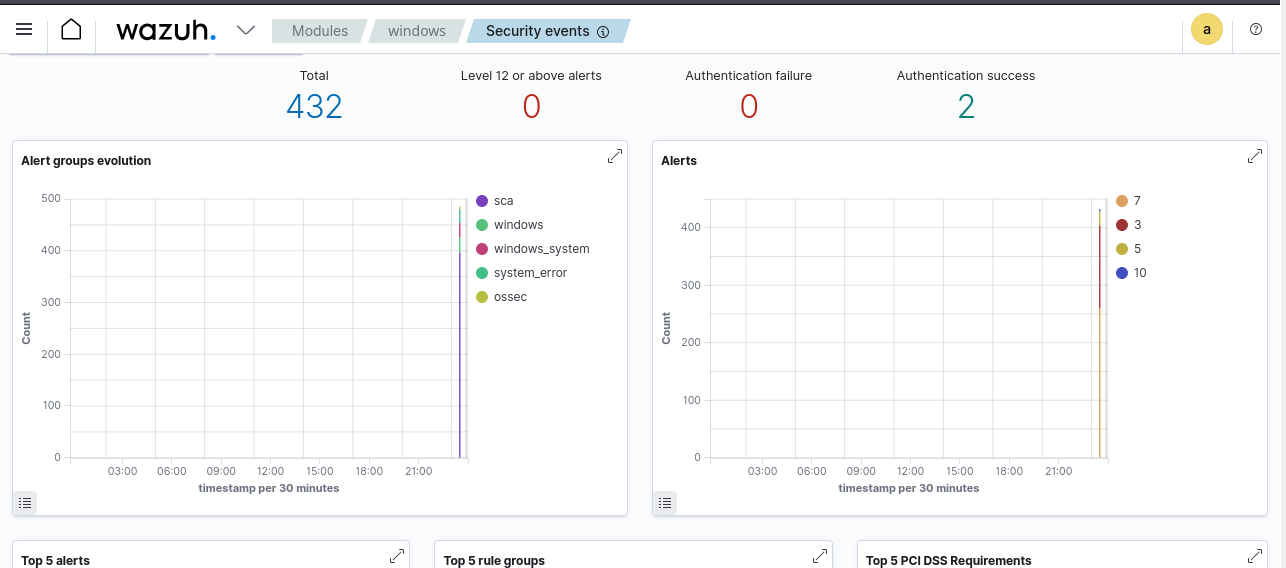 wazuh.
Modules
windows
Security events
a
Total
Level 12 or above alerts
Authentication failure
Authentication success
432
0
0
2
Alert groups evolution
500
400
300
200
100
0
Count
03:00
06:00
09:00
12:00
15:00
18:00
21:00
timestamp per 30 minutes
sca
windows
windows_system
system_error
ossec
Alerts
400
300
200
100
0
Count
03:00
06:00
09:00
12:00
15:00
18:00
21:00
timestamp per 30 minutes
7
3
5
10
Top 5 alerts
Top 5 rule groups
Top 5 PCI DSS Requirements